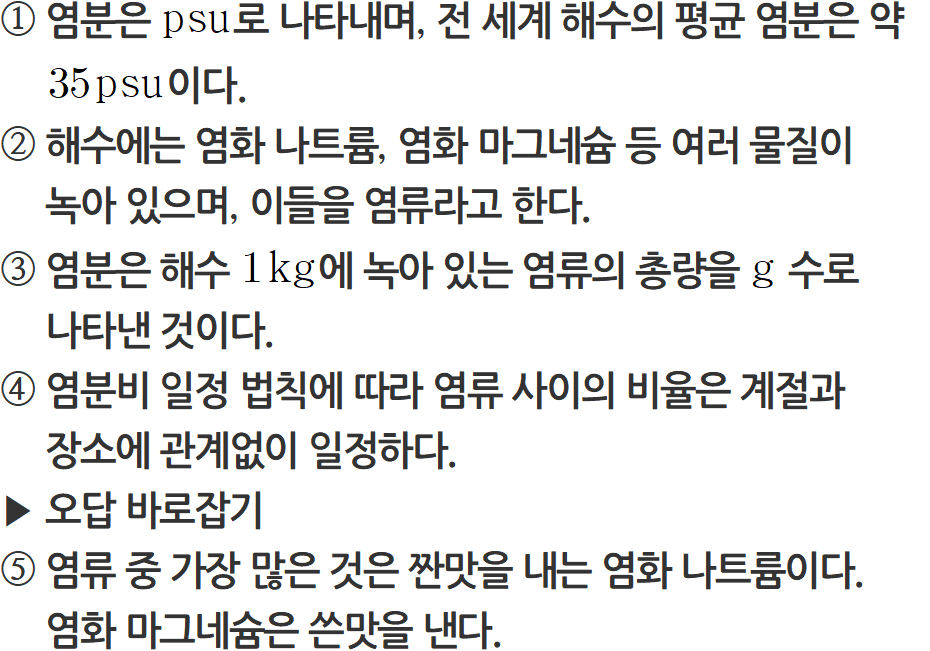 ① 염분은 psu로 나타내며, 전 세계 해수의 평균 염분은 약
35psu이다.
② 해수에는 염화 나트륨, 염화 마그네슘 등 여러 물질이
녹아 있으며, 이들을 염류라고 한다.
③ 염분은 해수 1kg에 녹아 있는 염류의 총량을 g 수로
나타낸 것이다.
④ 염분비 일정 법칙에 따라 염류 사이의 비율은 계절과
장소에 관계없이 일정하다.
▶ 오답 바로잡기
⑤ 염류 중 가장 많은 것은 짠맛을 내는 염화 나트륨이다.
염화 마그네슘은 쓴맛을 낸다.